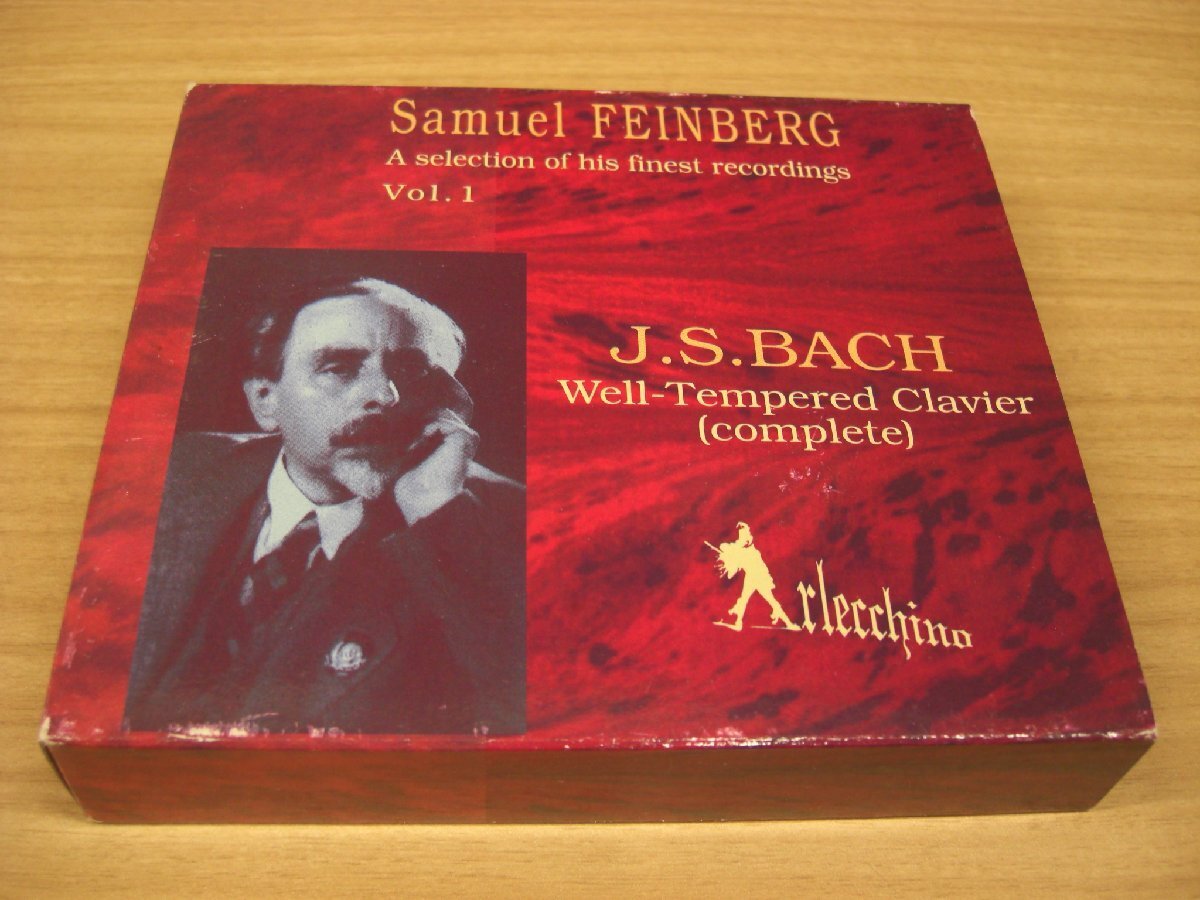 Samuel FEINBERG
A selection of his finest recordings
Vol. 1
J.S. BACH
Well-Tempered Clavier
(complete)
Arlecchino